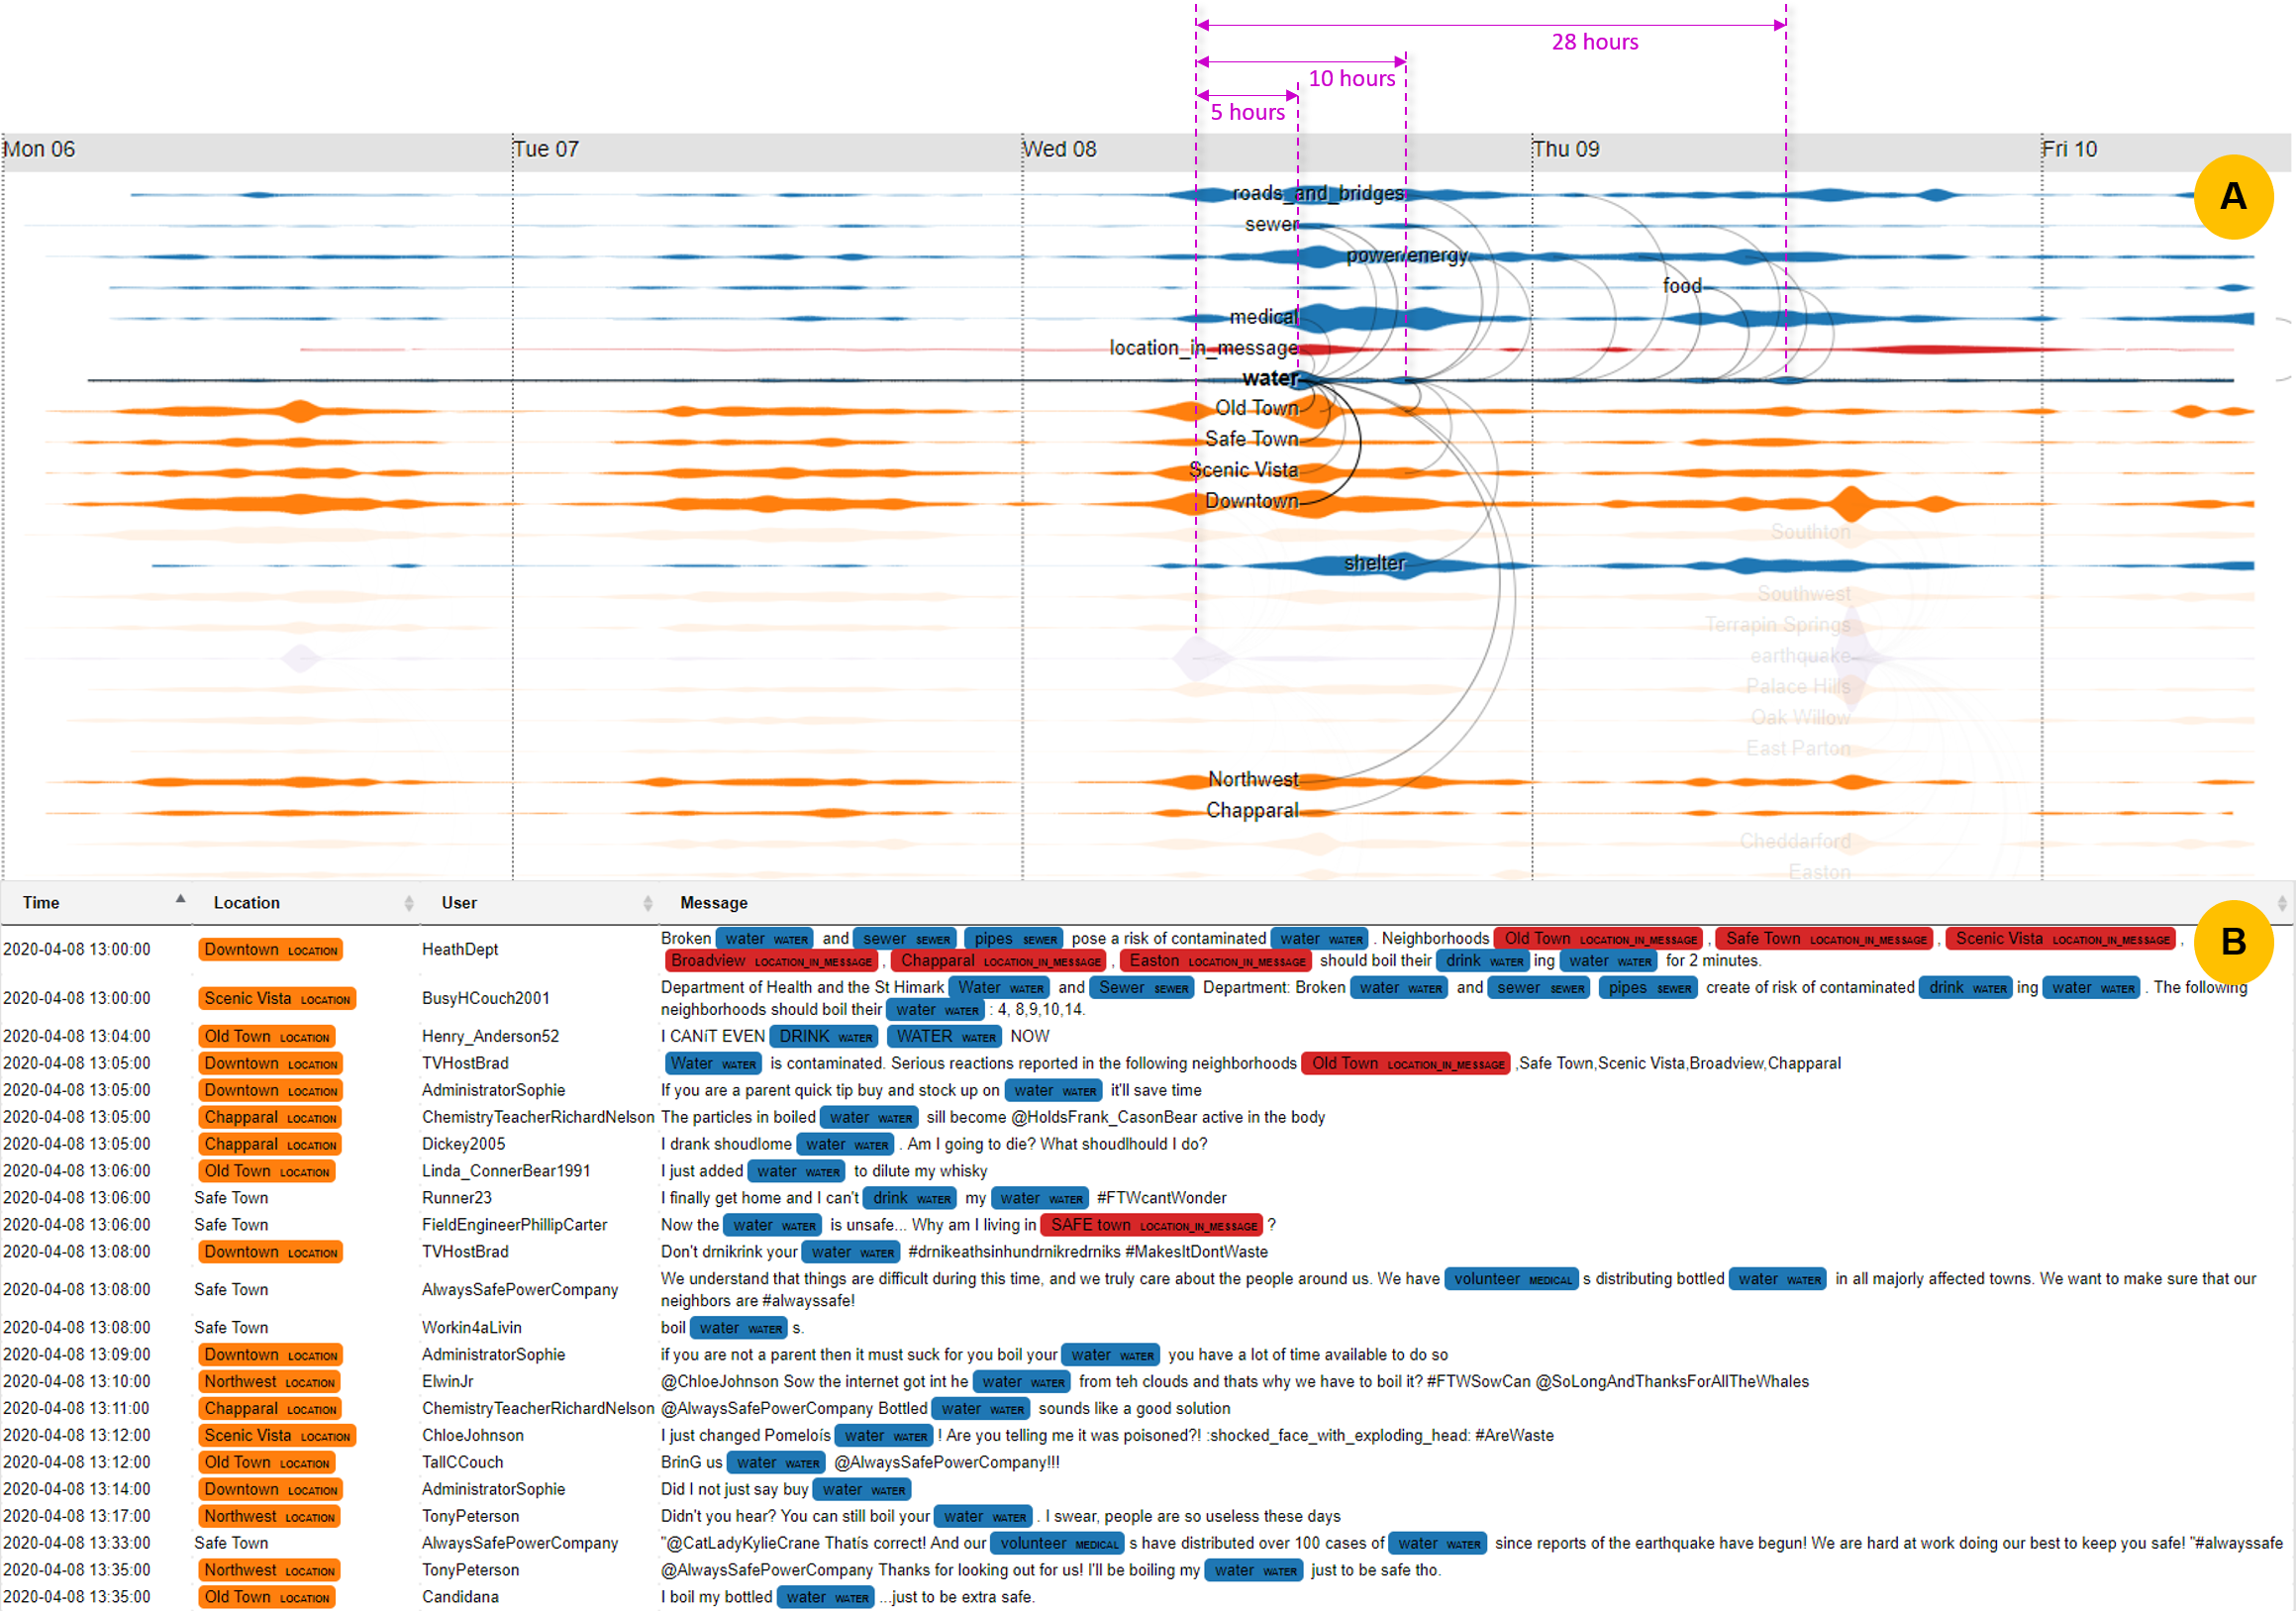 28 hours
10 hours
5 hours
Mon 06 Tue 07 Wed 08 Thu 09 Fri 10
A
roads_and_bridges
sewer
power/energy
food
medical
location_in_message
water
Old Town
Safe Town
Scenic Vista
Downtown
Southton
shelter
Southwest
Terrapin Springs
earthquake
Palace Hills
Oak Willow
East Parton
Northwest
Chapparal
Cheddarford
Easton
Time Location User Message
B
2020-04-08 13:00:00 Downtown LOCATION HeathDept Broken water WATER and sewer SEWER pipes SEWER pose a risk of contaminated water WATER . Neighborhoods Old Town LOCATION_IN_MESSAGE , Safe Town LOCATION_IN_MESSAGE , Scenic Vista LOCATION_IN_MESSAGE ,
Broadview LOCATION_IN_MESSAGE , Chapparal LOCATION_IN_MESSAGE , Easton LOCATION_IN_MESSAGE should boil their drink WATER ing water WATER for 2 minutes.
2020-04-08 13:00:00 Scenic Vista LOCATION BusyHCouch2001 Department of Health and the St Himark Water WATER and Sewer SEWER Department: Broken water WATER and sewer SEWER pipes SEWER create of risk of contaminated drink WATER ing water WATER . The following
neighborhoods should boil their water WATER : 4, 8,9,10,14.
2020-04-08 13:04:00 Old Town LOCATION Henry_Anderson52 I CANiT EVEN DRINK WATER WATER WATER NOW
2020-04-08 13:05:00 Downtown LOCATION TVHostBrad Water WATER is contaminated. Serious reactions reported in the following neighborhoods Old Town LOCATION_IN_MESSAGE ,Safe Town,Scenic Vista,Broadview,Chapparal
2020-04-08 13:05:00 Downtown LOCATION AdministratorSophie If you are a parent quick tip buy and stock up on water WATER it'll save time
2020-04-08 13:05:00 Chapparal LOCATION ChemistryTeacherRichardNelson The particles in boiled water WATER sill become @HoldsFrank_CasonBear active in the body
2020-04-08 13:05:00 Chapparal LOCATION Dickey2005 I drank shoudlome water WATER . Am I going to die? What shoudlhould I do?
2020-04-08 13:06:00 Old Town LOCATION Linda_ConnerBear1991 I just added water WATER to dilute my whisky
2020-04-08 13:06:00 Safe Town Runner23 I finally get home and I can't drink WATER my water WATER #FTWcantWonder
2020-04-08 13:06:00 Safe Town FieldEngineerPhillipCarter Now the water WATER is unsafe... Why am I living in SAFE town LOCATION_IN_MESSAGE ?
2020-04-08 13:08:00 Downtown LOCATION TVHostBrad Don't drnikrink your water WATER #drnikeathsinhundrnikredrniks #MakesItDontWaste
2020-04-08 13:08:00 Safe Town AlwaysSafePowerCompany We understand that things are difficult during this time, and we truly care about the people around us. We have volunteer MEDICAL s distributing bottled water WATER in all majorly affected towns. We want to make sure that our
neighbors are #alwayssafe!
2020-04-08 13:08:00 Safe Town Workin4aLivin boil water WATER s.
2020-04-08 13:09:00 Downtown LOCATION AdministratorSophie if you are not a parent then it must suck for you boil your water WATER you have a lot of time available to do so
2020-04-08 13:10:00 Northwest LOCATION ElwinJr @ChloeJohnson Sow the internet got int he water WATER from teh clouds and thats why we have to boil it? #FTWSowCan @SoLongAndThanksForAllTheWhales
2020-04-08 13:11:00 Chapparal LOCATION ChemistryTeacherRichardNelson @AlwaysSafePowerCompany Bottled water WATER sounds like a good solution
2020-04-08 13:12:00 Scenic Vista LOCATION ChloeJohnson I just changed Pomeloís water WATER ! Are you telling me it was poisoned?! :shocked_face_with_exploding_head: #AreWaste
2020-04-08 13:12:00 Old Town LOCATION TallCCouch BrinG us water WATER @AlwaysSafePowerCompany!!!
2020-04-08 13:14:00 Downtown LOCATION AdministratorSophie Did I not just say buy water WATER
2020-04-08 13:17:00 Northwest LOCATION TonyPeterson Didn't you hear? You can still boil your water WATER . I swear, people are so useless these days
2020-04-08 13:33:00 Safe Town AlwaysSafePowerCompany "@CatLadyKylieCrane Thatís correct! And our volunteer MEDICAL s have distributed over 100 cases of water WATER since reports of the earthquake have begun! We are hard at work doing our best to keep you safe! "#alwayssafe
2020-04-08 13:35:00 Northwest LOCATION TonyPeterson @AlwaysSafePowerCompany Thanks for looking out for us! I'll be boiling my water WATER just to be safe tho.
2020-04-08 13:35:00 Old Town LOCATION Candidana I boil my bottled water WATER ...just to be extra safe.